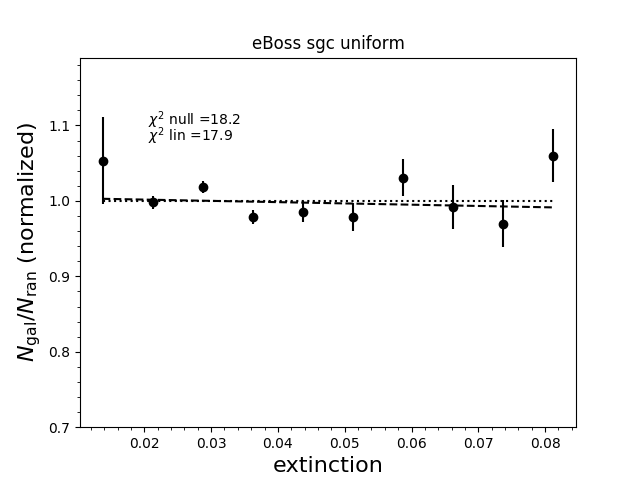 eBoss sgc uniform
χ² null =18.2
χ² lin =17.9
N_gal/N_ran (normalized)
1.1
1.0
0.9
0.8
0.7
0.02 0.03 0.04 0.05 0.06 0.07 0.08
extinction